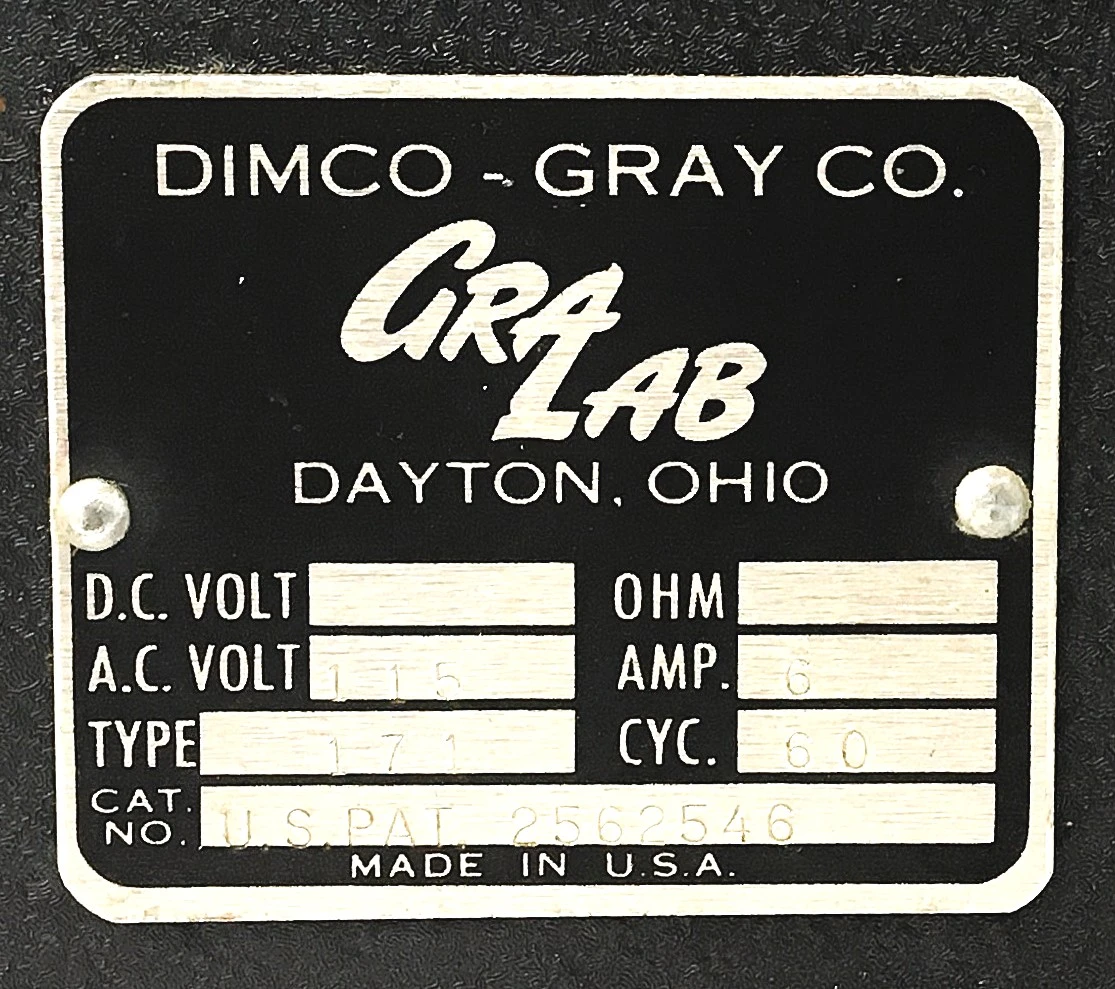 DIMCO - GRAY CO.
GRA
LAB
DAYTON, OHIO
D.C. VOLT OHM
A.C. VOLT 115 AMP. 6
TYPE 171 CYC. 60
CAT. NO. U.S. PAT. 2562546
MADE IN U.S.A.